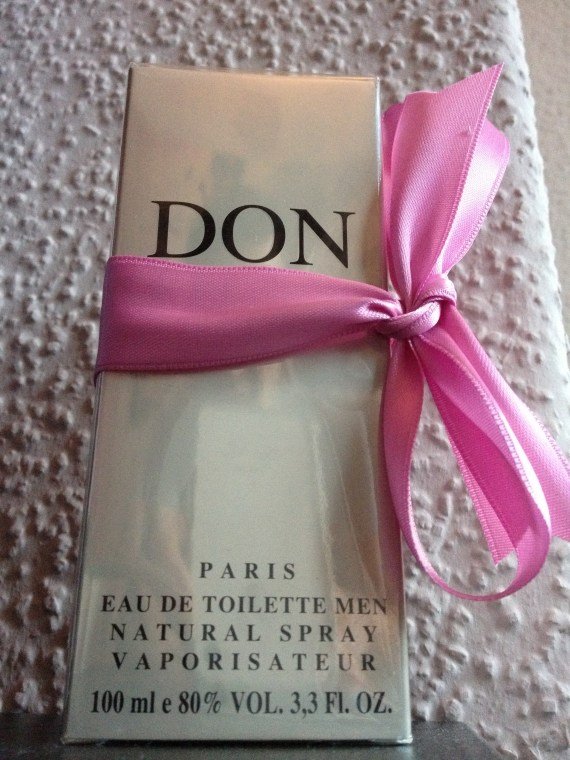 DON
PARIS
EAU DE TOILETTE MEN
NATURAL SPRAY
VAPORISATEUR
100 ml e 80% VOL. 3,3 Fl. OZ.